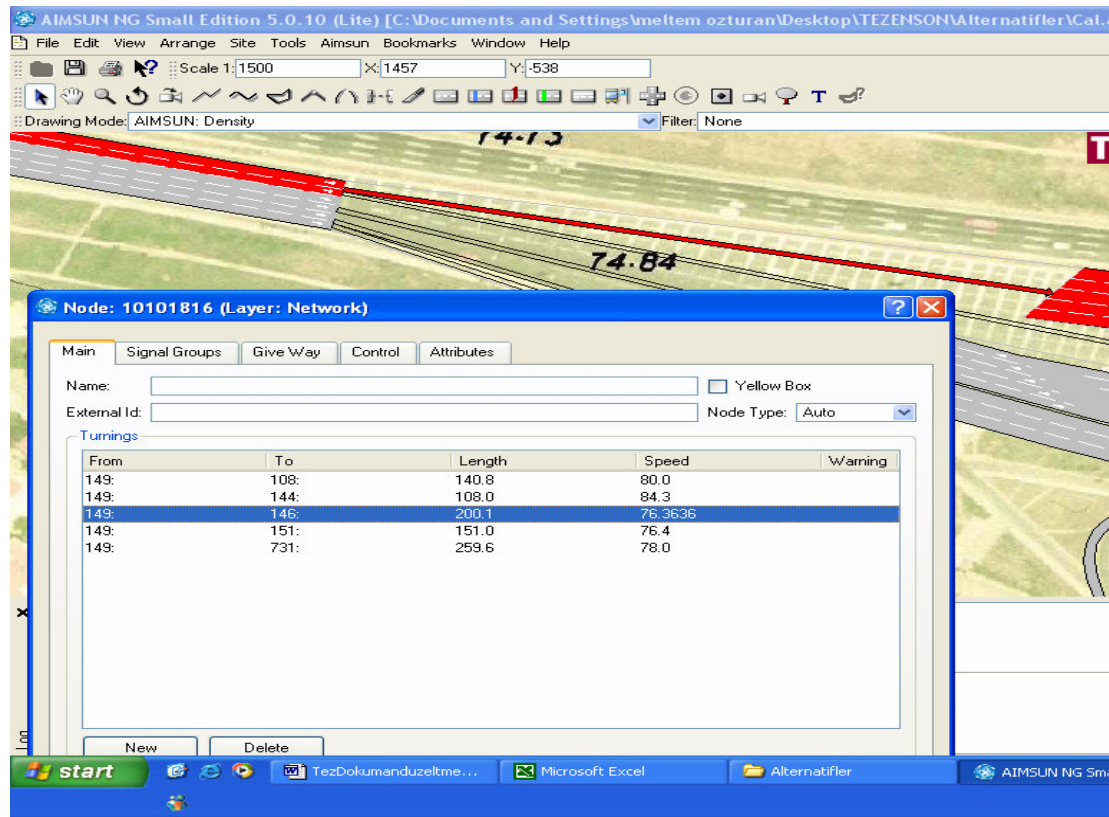 AIMSUN NG Small Edition 5.0.10 (Lite) [C:\Documents and Settings\meltem ozturan\Desktop\TEZENSON\Alternatifler\Cal.
File Edit View Arrange Site Tools Aimsun Bookmarks Window Help
Scale 1: 1500 X: 1457 Y: -538
T
Drawing Mode: AIMSUN: Density Filter: None
74.73
T
74.84
Node: 10101816 (Layer: Network)
Main Signal Groups Give Way Control Attributes
Name: Yellow Box
External Id: Node Type: Auto
Turnings
From To Length Speed Warning
149: 108: 140.8 80.0
149: 144: 108.0 84.3
149: 146: 200.1 76.3636
149: 151: 151.0 76.4
149: 731: 259.6 78.0
New Delete
start TezDokumanduzeltme... Microsoft Excel Alternatifler AIMSUN NG Sma